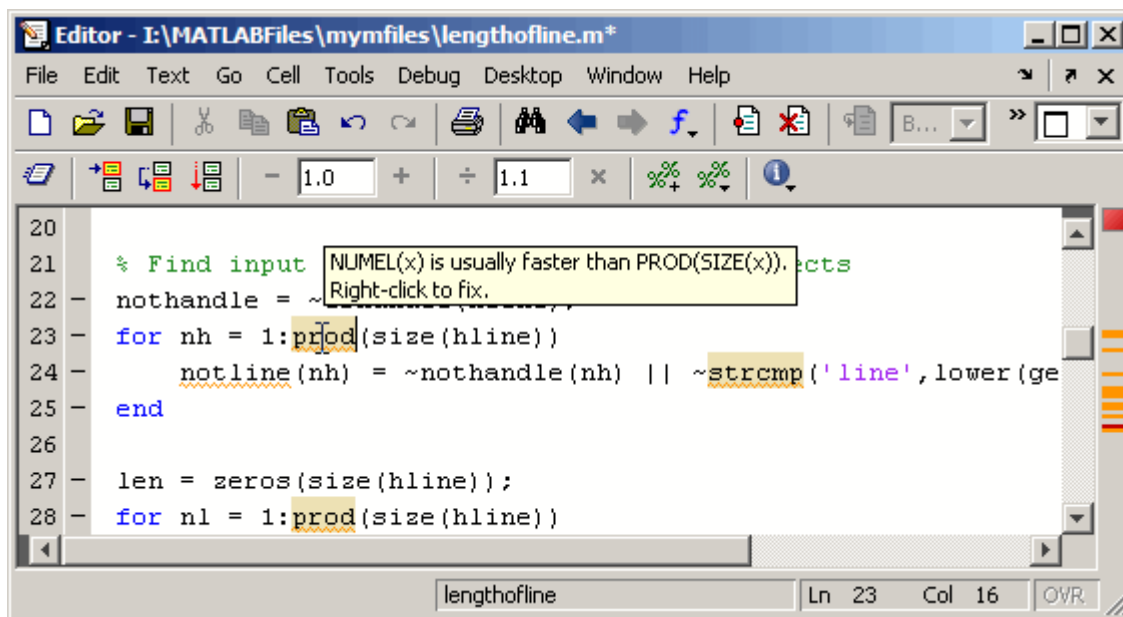 Editor - I:\MATLABFiles\mymfiles\lengthofline.m*
File Edit Text Go Cell Tools Debug Desktop Window Help
B...
1.0 1.1
20
21 % Find input ects
NUMEL(x) is usually faster than PROD(SIZE(x)).
Right-click to fix.
22 – nothandle = ~
23 – for nh = 1:prod(size(hline))
24 – notline(nh) = ~nothandle(nh) || ~strcmp('line',lower(ge
25 – end
26
27 – len = zeros(size(hline));
28 – for nl = 1:prod(size(hline))
lengthofline Ln 23 Col 16 OVR